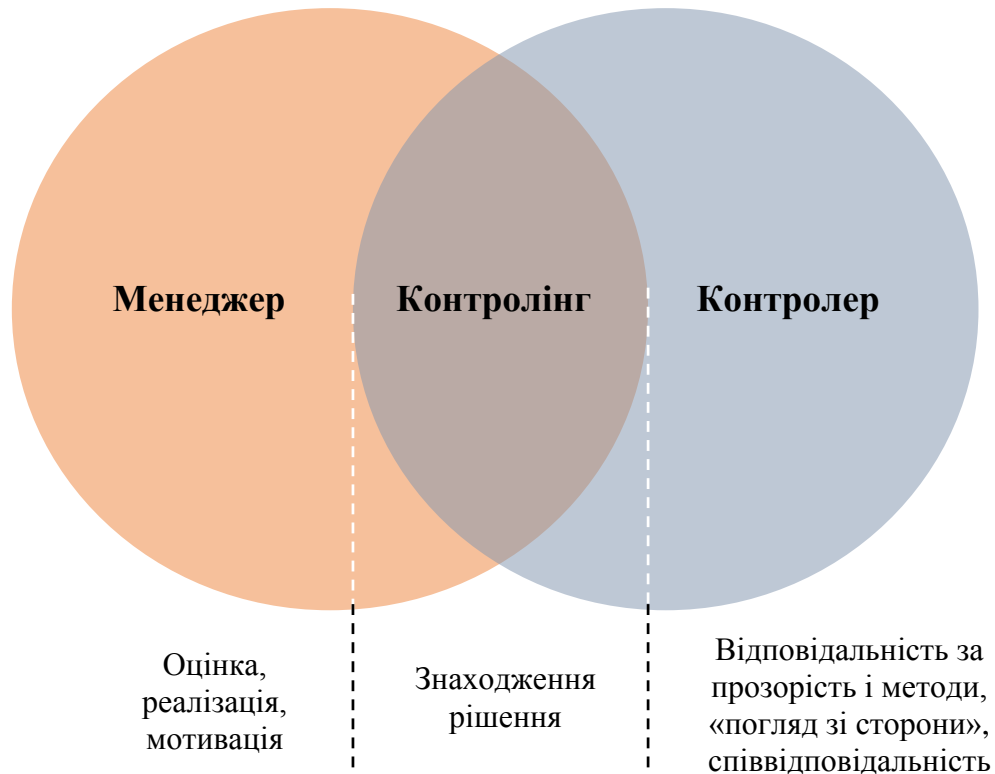 Менеджер
Контролінг
Контролер
Оцінка,
реалізація,
мотивація
Знаходження
рішення
Відповідальність за
прозорість і методи,
«погляд зі сторони»,
співвідповідальність